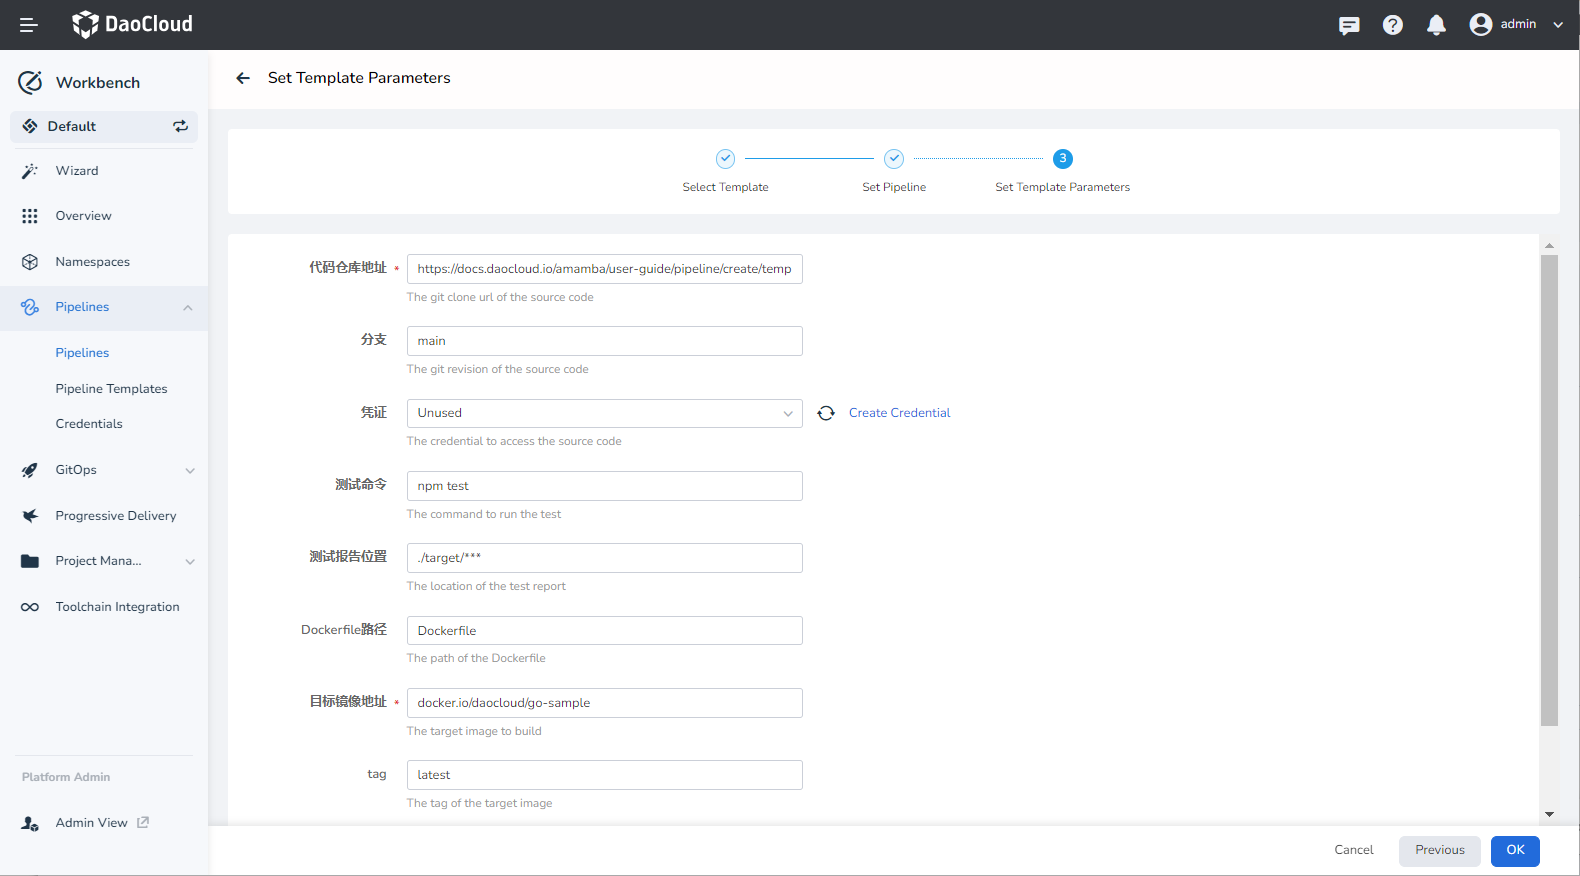 DaoCloud
admin
Workbench
Default
Wizard
Overview
Namespaces
Pipelines
Pipelines
Pipeline Templates
Credentials
GitOps
Progressive Delivery
Project Mana...
Toolchain Integration
Platform Admin
Admin View
Set Template Parameters
3
Select Template
Set Pipeline
Set Template Parameters
代码仓库地址 *
https://docs.daocloud.io/amamba/user-guide/pipeline/create/temp
The git clone url of the source code
分支
main
The git revision of the source code
凭证
Unused
Create Credential
The credential to access the source code
测试命令
npm test
The command to run the test
测试报告位置
./target/***
The location of the test report
Dockerfile路径
Dockerfile
The path of the Dockerfile
目标镜像地址 *
docker.io/daocloud/go-sample
The target image to build
tag
latest
The tag of the target image
Cancel
Previous
OK